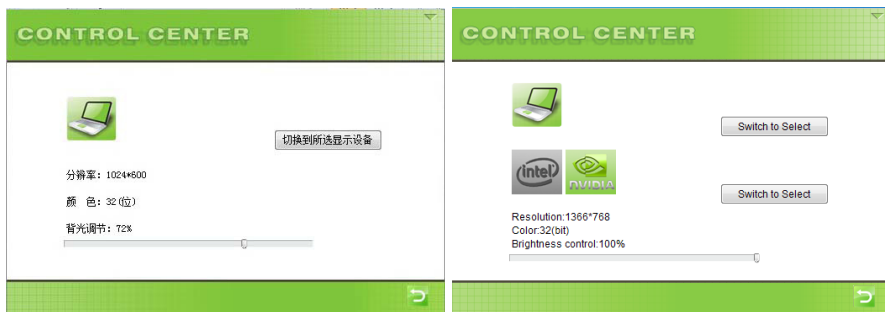 CONTROL CENTER
切换到所选显示设备
分辨率：1024*600
颜 色：32(位)
背光调节：72%
CONTROL CENTER
Switch to Select
intel
NVIDIA
Switch to Select
Resolution:1366*768
Color:32(bit)
Brightness control:100%